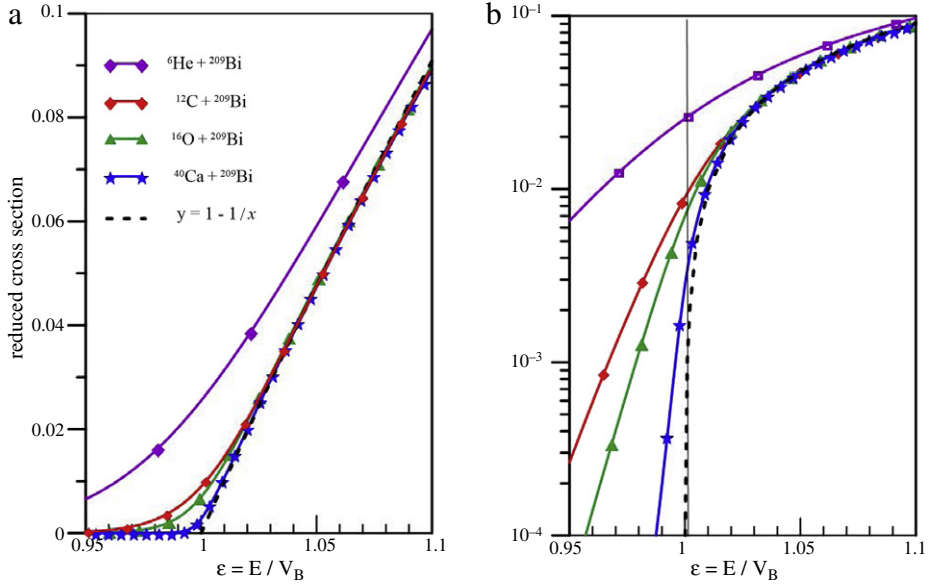 a
0.1
0.08
0.06
0.04
0.02
0
reduced cross section
⁶He + ²⁰⁹Bi
¹²C + ²⁰⁹Bi
¹⁶O + ²⁰⁹Bi
⁴⁰Ca + ²⁰⁹Bi
y = 1 - 1/x
0.95 1 1.05 1.1
ε = E / V_B
b
10⁻¹
10⁻²
10⁻³
10⁻⁴
0.95 1 1.05 1.1
ε = E / V_B